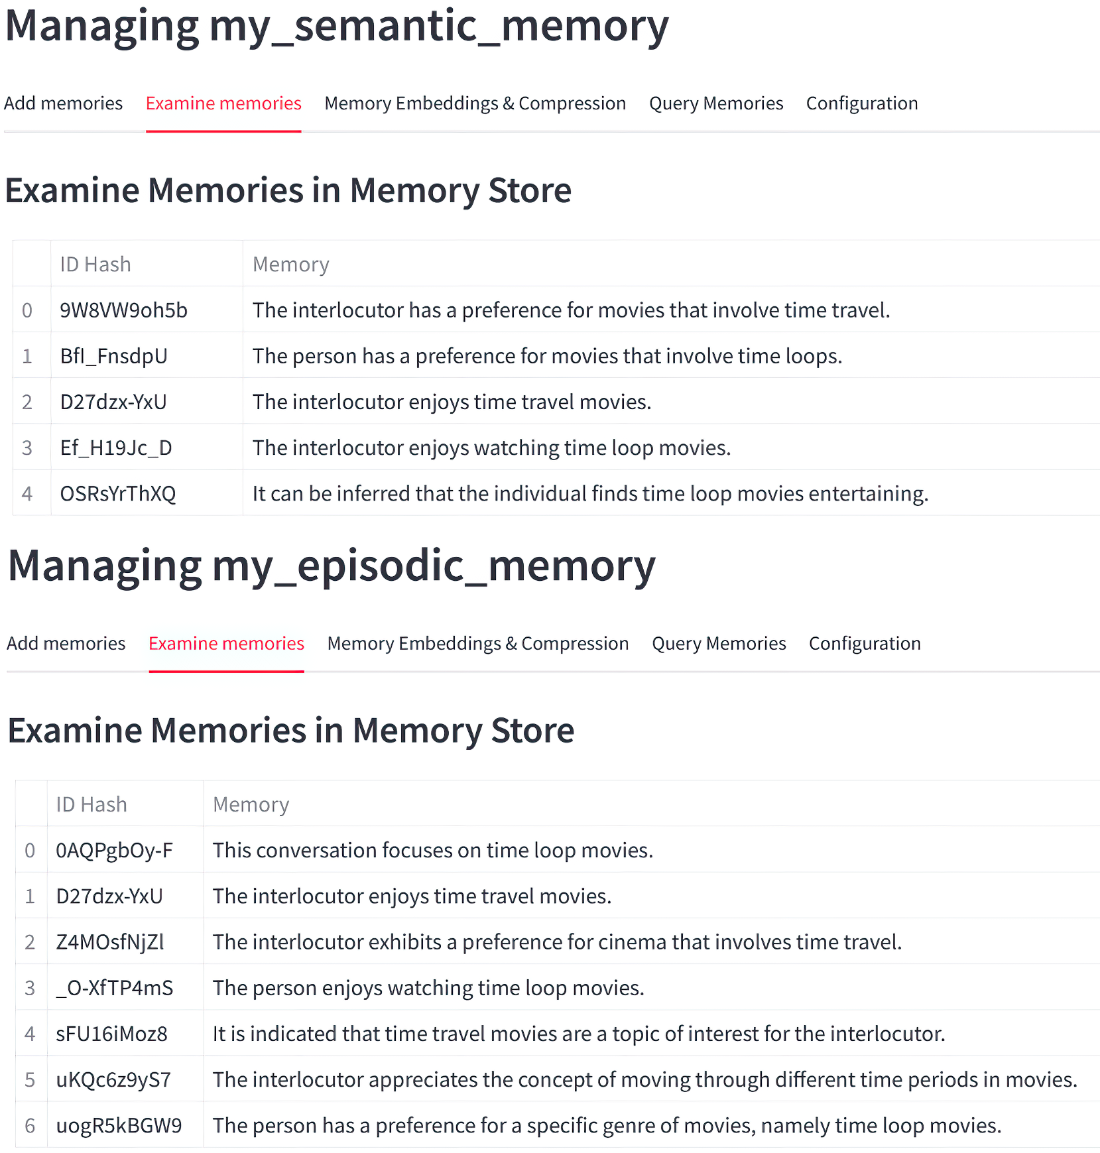 Managing my_semantic_memory
Add memories Examine memories Memory Embeddings & Compression Query Memories Configuration
Examine Memories in Memory Store
ID Hash Memory
0 9W8VW9oh5b The interlocutor has a preference for movies that involve time travel.
1 BfI_FnsdpU The person has a preference for movies that involve time loops.
2 D27dzx-YxU The interlocutor enjoys time travel movies.
3 Ef_H19Jc_D The interlocutor enjoys watching time loop movies.
4 OSRsYrThXQ It can be inferred that the individual finds time loop movies entertaining.
Managing my_episodic_memory
Add memories Examine memories Memory Embeddings & Compression Query Memories Configuration
Examine Memories in Memory Store
ID Hash Memory
0 0AQPgbOy-F This conversation focuses on time loop movies.
1 D27dzx-YxU The interlocutor enjoys time travel movies.
2 Z4MOsfNjZl The interlocutor exhibits a preference for cinema that involves time travel.
3 _O-XfTP4mS The person enjoys watching time loop movies.
4 sFU16iMoz8 It is indicated that time travel movies are a topic of interest for the interlocutor.
5 uKQc6z9yS7 The interlocutor appreciates the concept of moving through different time periods in movies.
6 uogR5kBGW9 The person has a preference for a specific genre of movies, namely time loop movies.